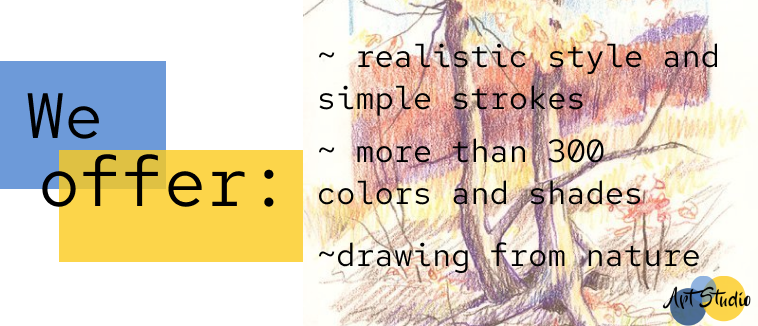 We
offer:
~ realistic style and
simple strokes
~ more than 300
colors and shades
~drawing from nature
Art Studio